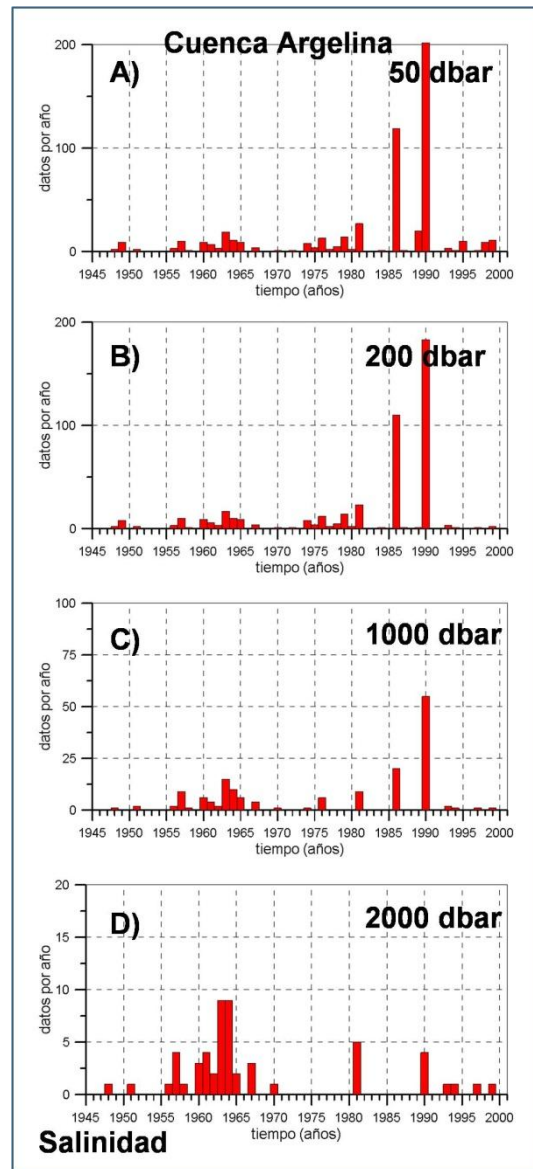 Cuenca Argelina
A)
50 dbar
datos por año
200
100
0
1945 1950 1955 1960 1965 1970 1975 1980 1985 1990 1995 2000
tiempo (años)
B)
200 dbar
datos por año
200
100
0
1945 1950 1955 1960 1965 1970 1975 1980 1985 1990 1995 2000
tiempo (años)
C)
1000 dbar
datos por año
100
75
50
25
0
1945 1950 1955 1960 1965 1970 1975 1980 1985 1990 1995 2000
tiempo (años)
D)
2000 dbar
datos por año
20
15
10
5
0
1945 1950 1955 1960 1965 1970 1975 1980 1985 1990 1995 2000
tiempo (años)
Salinidad